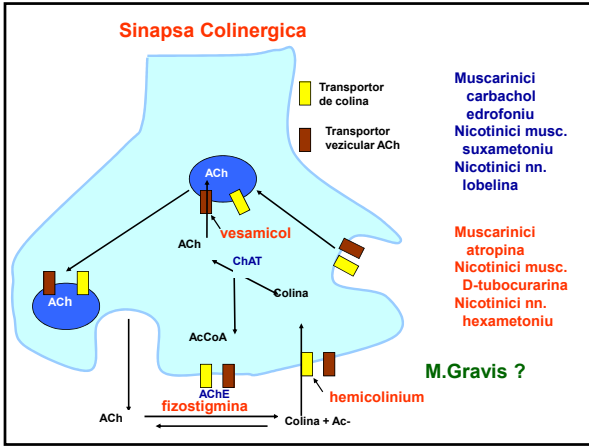 Sinapsa Colinergica
Transportor
de colina
Transportor
vezicular ACh
Muscarinici
carbachol
edrofoniu
Nicotinici musc.
suxametoniu
Nicotinici nn.
lobelina
ACh
vesamicol
ACh
ChAT
Colina
ACh
AcCoA
Muscarinici
atropina
Nicotinici musc.
D-tubocurarina
Nicotinici nn.
hexametoniu
M.Gravis ?
AChE
hemicolinium
fizostigmina
ACh
Colina + Ac-